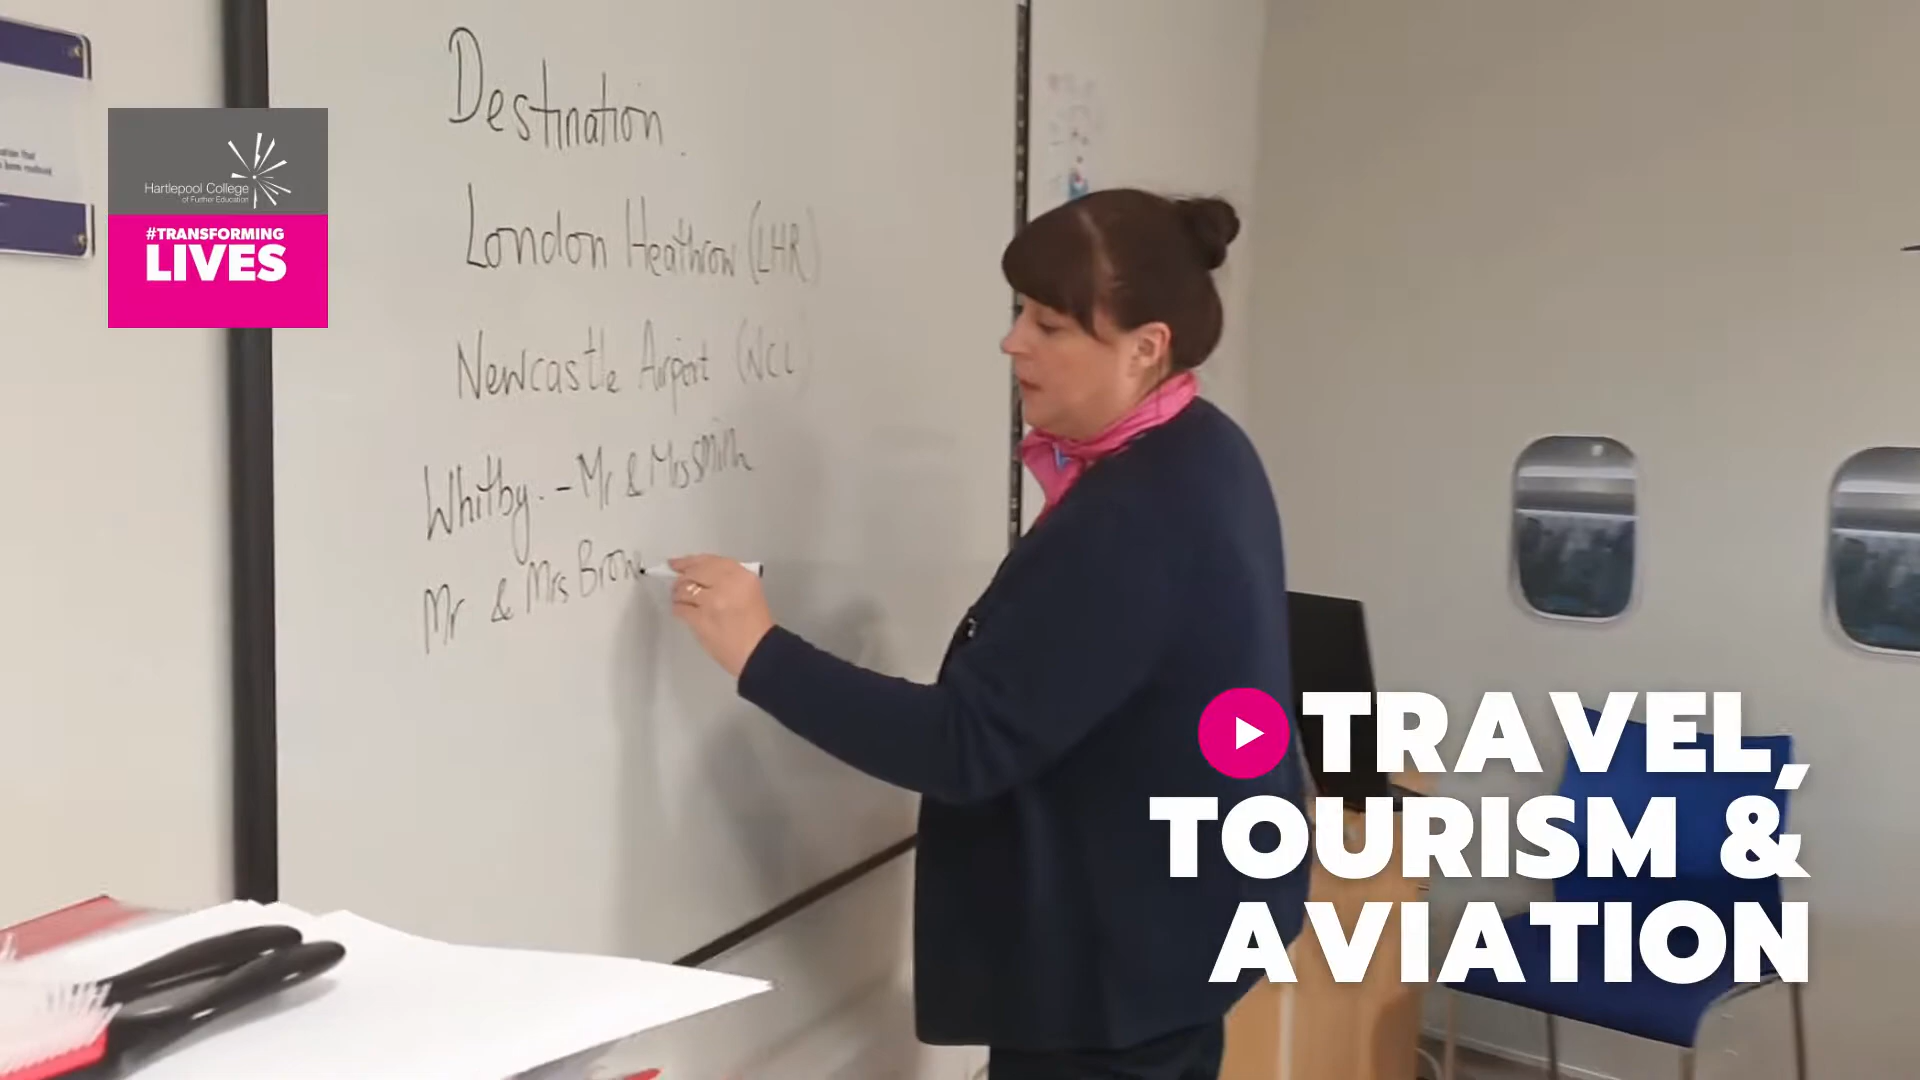 Destination.
London Heathrow (LHR)
Newcastle Airport (NCL)
Whitby. - Mr & Mrs Smith
Mr & Mrs Brow
Hartlepool College
of Further Education
#TRANSFORMING
LIVES
TRAVEL,
TOURISM &
AVIATION